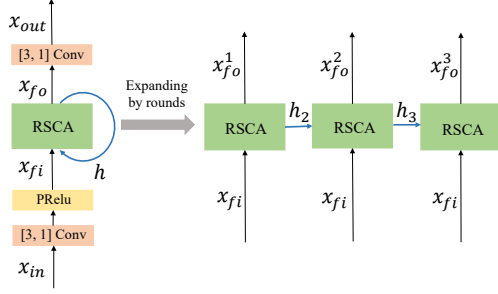 x_out
[3, 1] Conv
x_fo
RSCA
x_fi
h
PRelu
[3, 1] Conv
x_in
Expanding
by rounds
x_fo^1
x_fo^2
x_fo^3
RSCA
h_2
RSCA
h_3
RSCA
x_fi
x_fi
x_fi